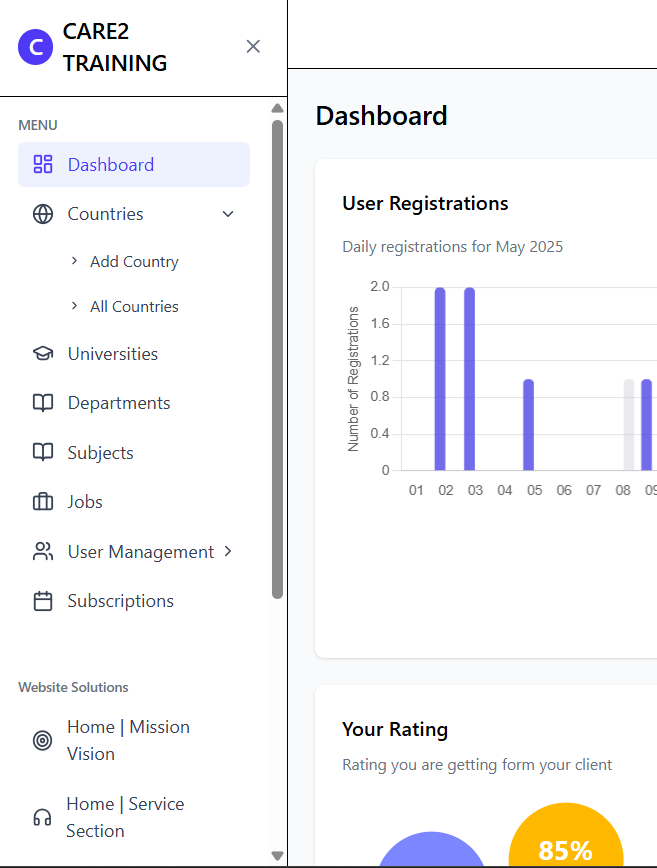 C
CARE2
TRAINING
MENU
Dashboard
Countries
Add Country
All Countries
Universities
Departments
Subjects
Jobs
User Management
Subscriptions
Website Solutions
Home | Mission
Vision
Home | Service
Section
Dashboard
User Registrations
Daily registrations for May 2025
Number of Registrations
2.0
1.6
1.2
0.8
0.4
0
01 02 03 04 05 06 07 08 09
Your Rating
Rating you are getting form your client
85%